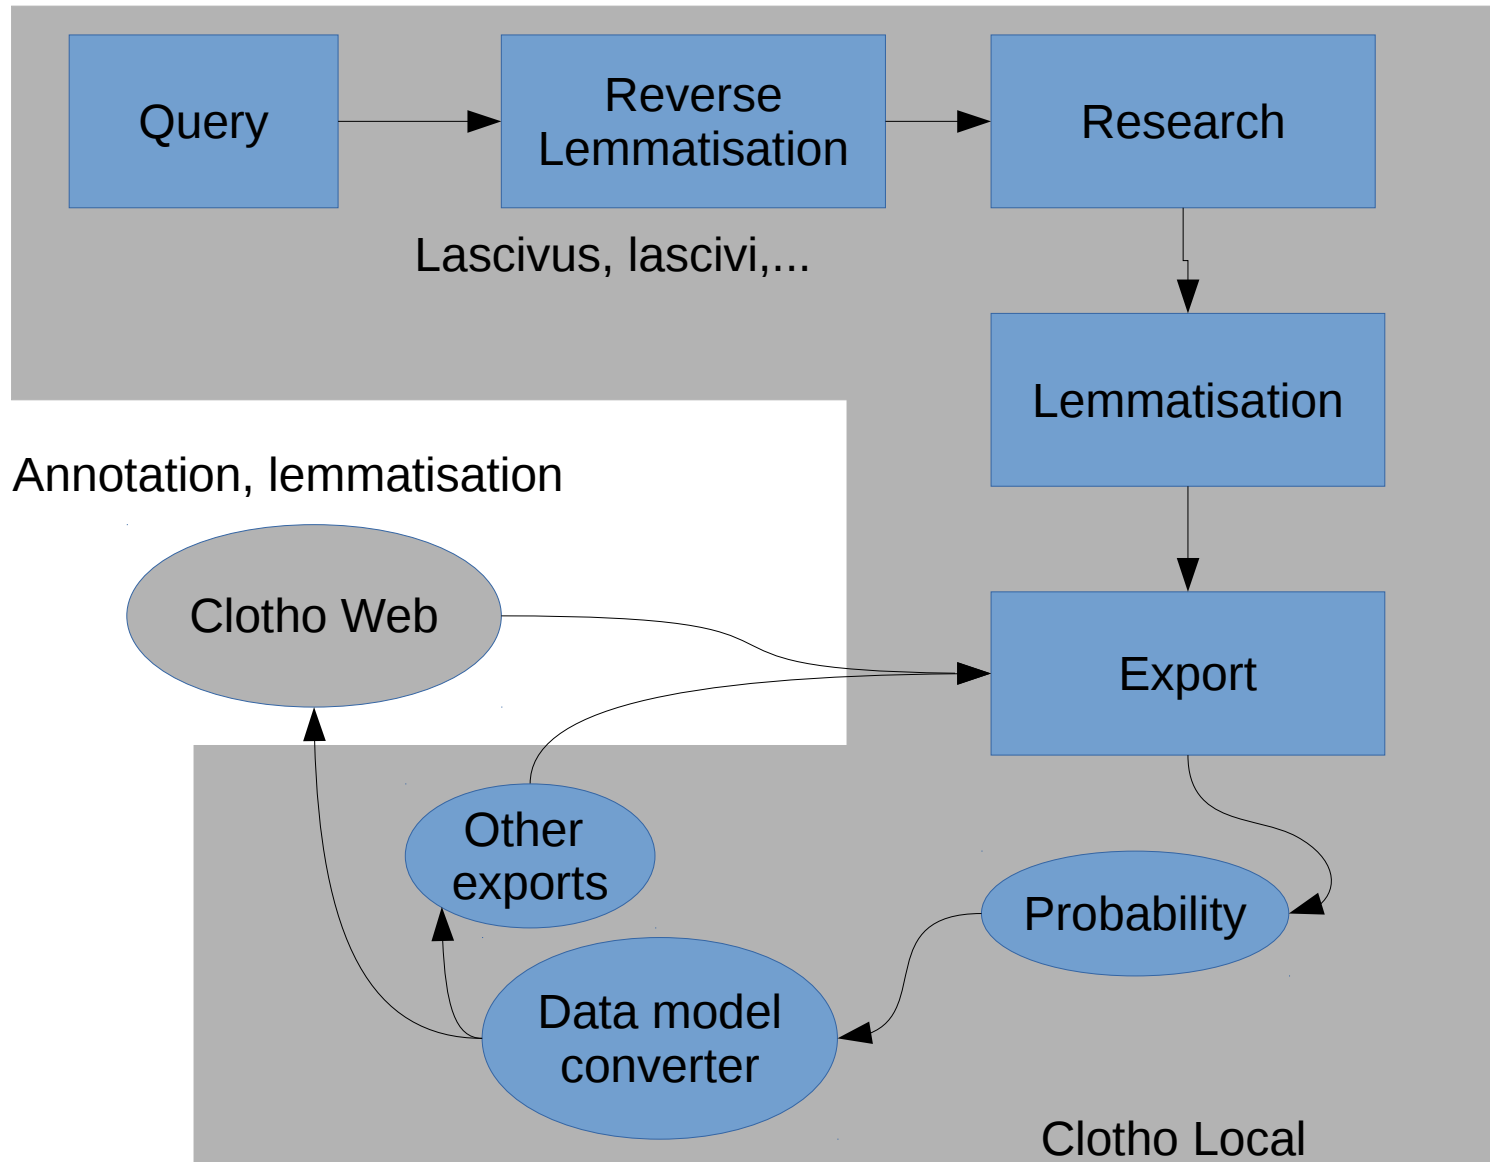 Query
Reverse
Lemmatisation
Research
Lascivus, lascivi,...
Lemmatisation
Annotation, lemmatisation
Clotho Web
Export
Other
exports
Probability
Data model
converter
Clotho Local